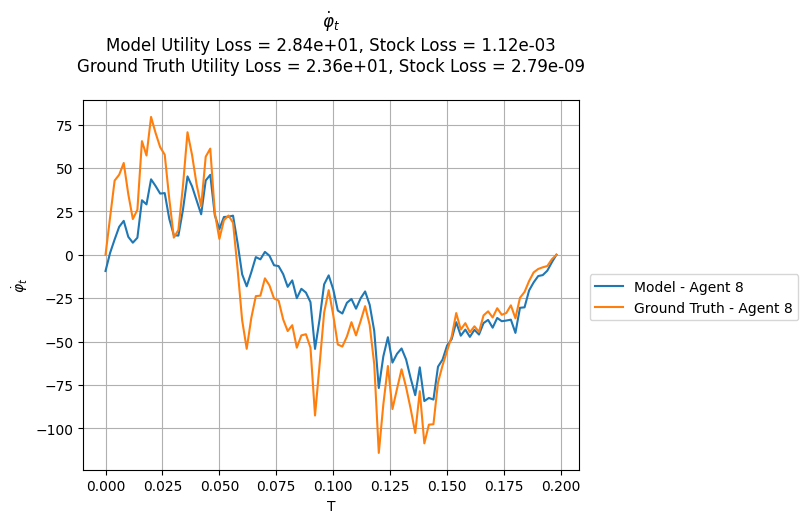 φ̇ₜ
Model Utility Loss = 2.84e+01, Stock Loss = 1.12e-03
Ground Truth Utility Loss = 2.36e+01, Stock Loss = 2.79e-09
75
50
25
0
−25
−50
−75
−100
φ̇ₜ
0.000 0.025 0.050 0.075 0.100 0.125 0.150 0.175 0.200
T
Model - Agent 8
Ground Truth - Agent 8